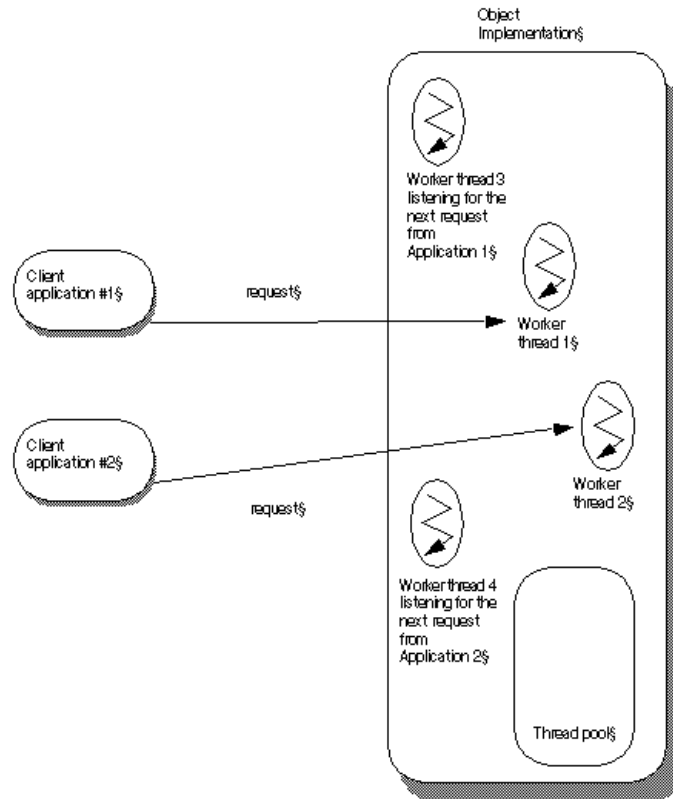 Object
Implementation§
Worker thread 3
listening for the
next request
from
Application 1§
Client
application #1§
request§
Worker
thread 1§
Client
application #2§
request§
Worker
thread 2§
Worker thread 4
listening for the
next request
from
Application 2§
Thread pool§